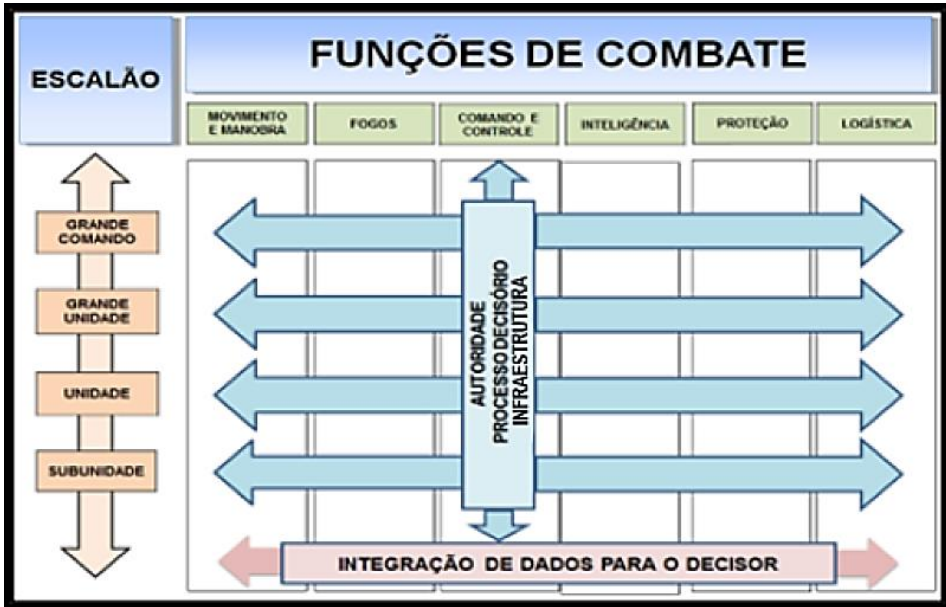 ESCALÃO
FUNÇÕES DE COMBATE
MOVIMENTO
E MANOBRA
FOGOS
COMANDO E
CONTROLE
INTELIGÊNCIA
PROTEÇÃO
LOGÍSTICA
GRANDE
COMANDO
GRANDE
UNIDADE
UNIDADE
SUBUNIDADE
AUTORIDADE
PROCESSO DECISÓRIO
INFRAESTRUTURA
INTEGRAÇÃO DE DADOS PARA O DECISOR